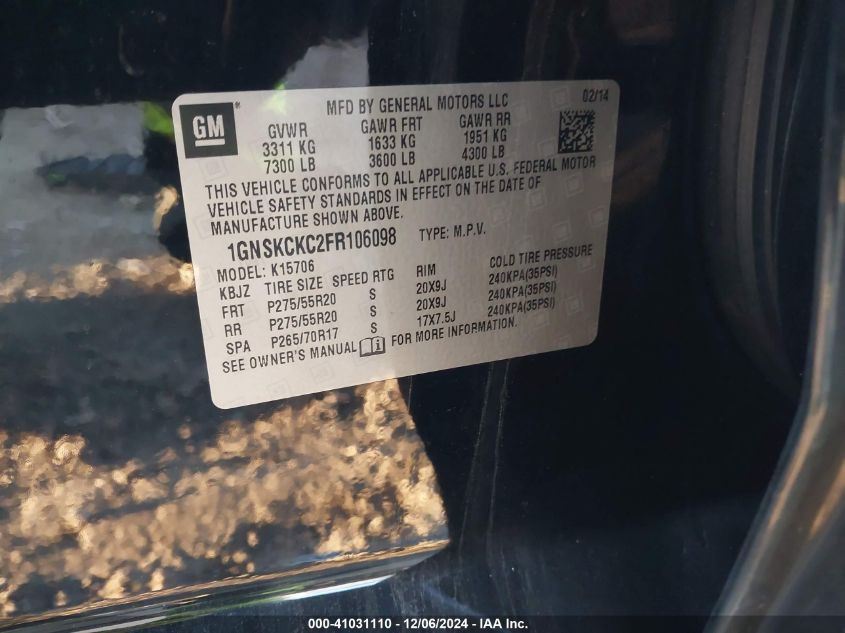 GM ® MFD BY GENERAL MOTORS LLC 02/14
GVWR GAWR FRT GAWR RR
3311 KG 1633 KG 1951 KG
7300 LB 3600 LB 4300 LB
THIS VEHICLE CONFORMS TO ALL APPLICABLE U.S. FEDERAL MOTOR
VEHICLE SAFETY STANDARDS IN EFFECT ON THE DATE OF
MANUFACTURE SHOWN ABOVE.
1GNSKCKC2FR106098 TYPE: M.P.V.
MODEL: K15706
KBJZ TIRE SIZE SPEED RTG RIM COLD TIRE PRESSURE
FRT P275/55R20 S 20X9J 240KPA(35PSI)
RR P275/55R20 S 20X9J 240KPA(35PSI)
SPA P265/70R17 S 17X7.5J 240KPA(35PSI)
SEE OWNER'S MANUAL FOR MORE INFORMATION.
000-41031110 - 12/06/2024 - IAA Inc.